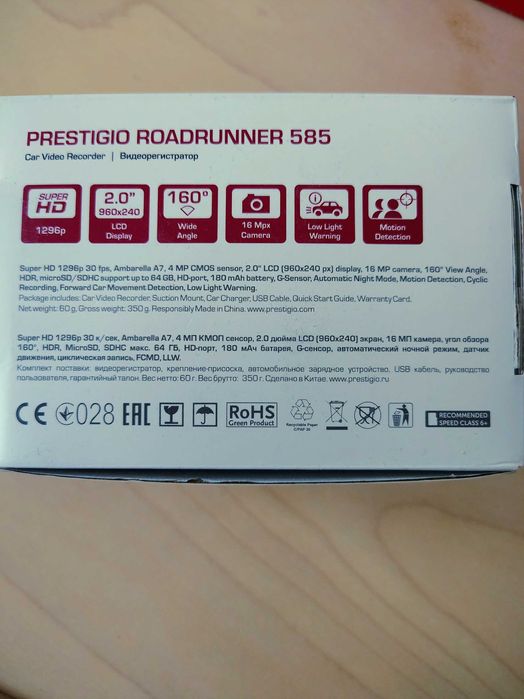 PRESTIGIO ROADRUNNER 585
Car Video Recorder | Видеорегистратор
SUPER HD 1296p
2.0" 960x240 LCD Display
160° Wide Angle
16 Mpx Camera
Low Light Warning
Motion Detection
Super HD 1296p 30 fps, Ambarella A7, 4 MP CMOS sensor, 2.0" LCD (960x240 px) display, 16 MP camera, 160° View Angle,
HDR, microSD/SDHC support up to 64 GB, HD-port, 180 mAh battery, G-Sensor, Automatic Night Mode, Motion Detection, Cyclic
Recording, Forward Car Movement Detection, Low Light Warning.
Package includes: Car Video Recorder, Suction Mount, Car Charger, USB Cable, Quick Start Guide, Warranty Card.
Net weight: 60 g, Gross weight: 350 g. Responsibly Made in China. www.prestigio.com
Super HD 1296p 30 к/сек, Ambarella A7, 4 МП КМОП сенсор, 2.0 дюйма LCD (960x240) экран, 16 МП камера, угол обзора
160°, HDR, MicroSD, SDHC макс. 64 ГБ, HD-порт, 180 мАч батарея, G-сенсор, автоматический ночной режим, датчик
движения, циклическая запись, FCMD, LLW.
Комплект поставки: видеорегистратор, крепление-присоска, автомобильное зарядное устройство, USB кабель, руководство
пользователя, гарантийный талон. Вес нетто: 60 г. Вес брутто: 350 г. Сделано в Китае. www.prestigio.ru
CE 028 EAC RoHS Green Product Recyclable Paper C/PAP 20 RECOMMENDED SPEED CLASS 6+